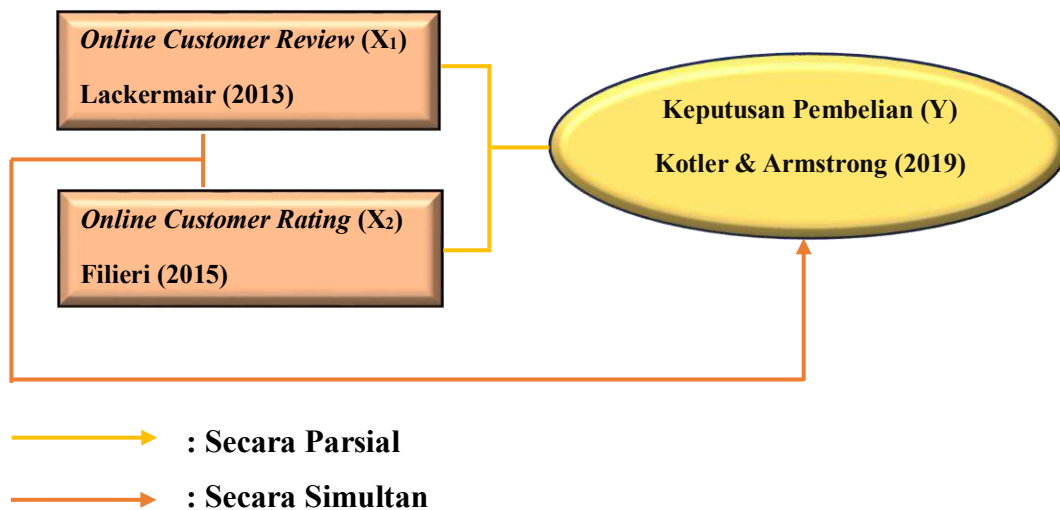 Online Customer Review (X₁)
Lackermair (2013)
Keputusan Pembelian (Y)
Kotler & Armstrong (2019)
Online Customer Rating (X₂)
Filieri (2015)
: Secara Parsial
: Secara Simultan